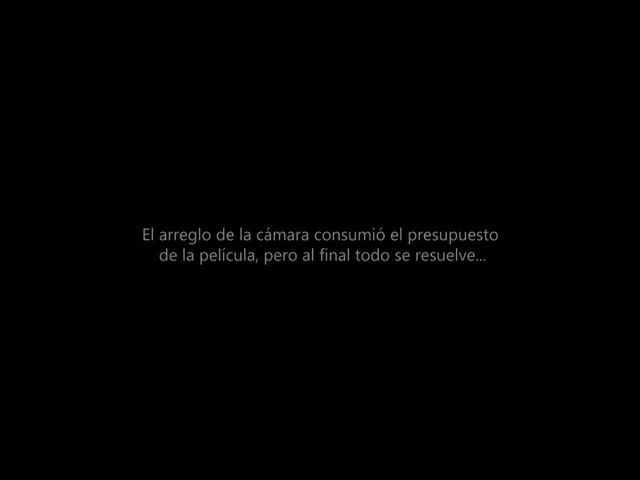 El arreglo de la cámara consumió el presupuesto
de la película, pero al final todo se resuelve...